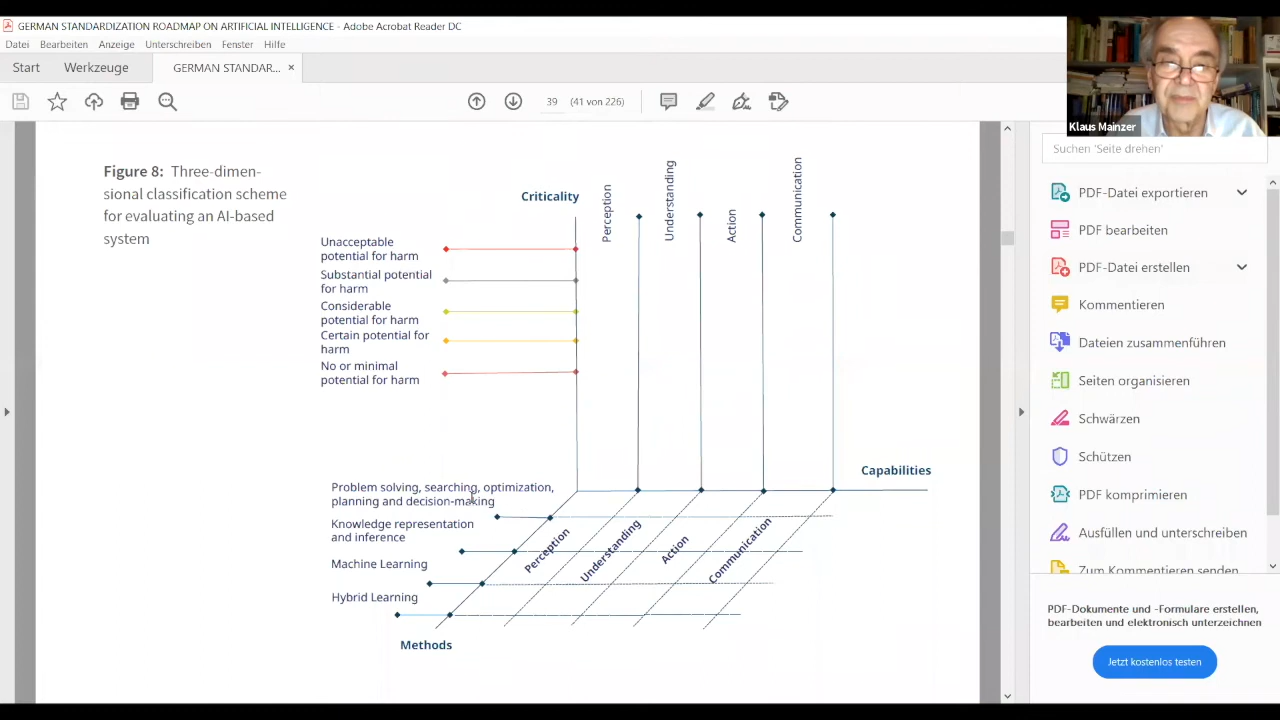 GERMAN STANDARDIZATION ROADMAP ON ARTIFICIAL INTELLIGENCE - Adobe Acrobat Reader DC
Datei Bearbeiten Anzeige Unterschreiben Fenster Hilfe
Start Werkzeuge GERMAN STANDAR... ×
39 (41 von 226)
Klaus Mainzer
Figure 8: Three-dimen-
sional classification scheme
for evaluating an AI-based
system
Criticality
Perception
Understanding
Action
Communication
Unacceptable
potential for harm
Substantial potential
for harm
Considerable
potential for harm
Certain potential for
harm
No or minimal
potential for harm
Capabilities
Problem solving, searching, optimization,
planning and decision-making
Knowledge representation
and inference
Machine Learning
Hybrid Learning
Perception
Understanding
Action
Communication
Methods
Suchen 'Seite drehen'
PDF-Datei exportieren
PDF bearbeiten
PDF-Datei erstellen
Kommentieren
Dateien zusammenführen
Seiten organisieren
Schwärzen
Schützen
PDF komprimieren
Ausfüllen und unterschreiben
Zum Kommentieren senden
PDF-Dokumente und -Formulare erstellen,
bearbeiten und elektronisch unterzeichnen
Jetzt kostenlos testen